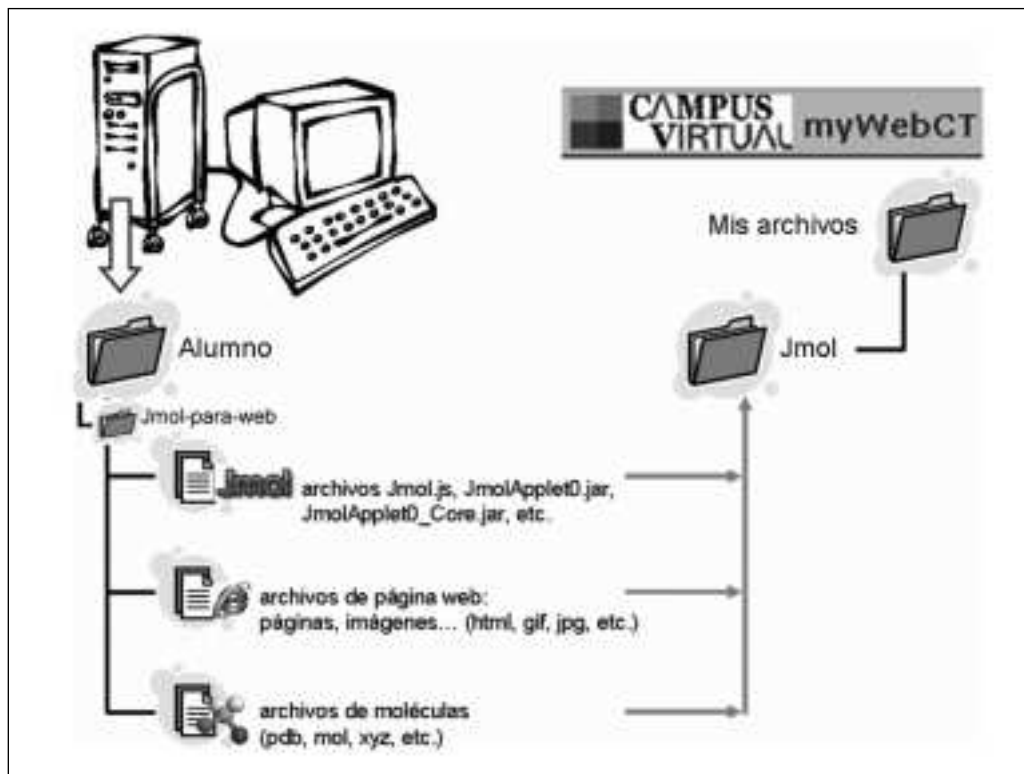 CAMPUS
VIRTUAL
myWebCT
Mis archivos
Alumno
Jmol
Jmol-para-web
Jmol
archivos Jmol.js, JmolApplet0.jar,
JmolApplet0_Core.jar, etc.
archivos de página web:
páginas, imágenes... (html, gif, jpg, etc.)
archivos de moléculas
(pdb, mol, xyz, etc.)